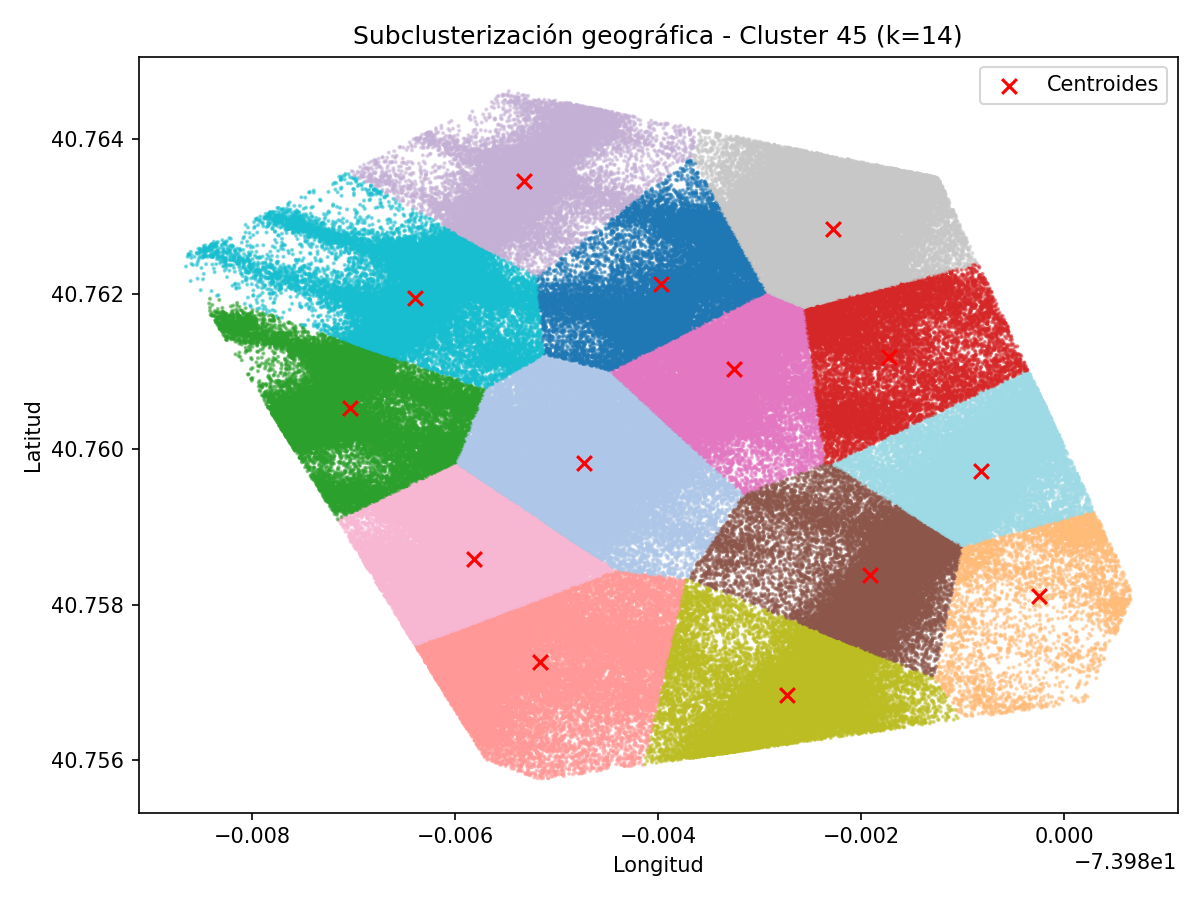 Subclusterización geográfica - Cluster 45 (k=14)
Centroides
40.764
40.762
40.760
40.758
40.756
Latitud
−0.008
−0.006
−0.004
−0.002
0.000
−7.398e1
Longitud